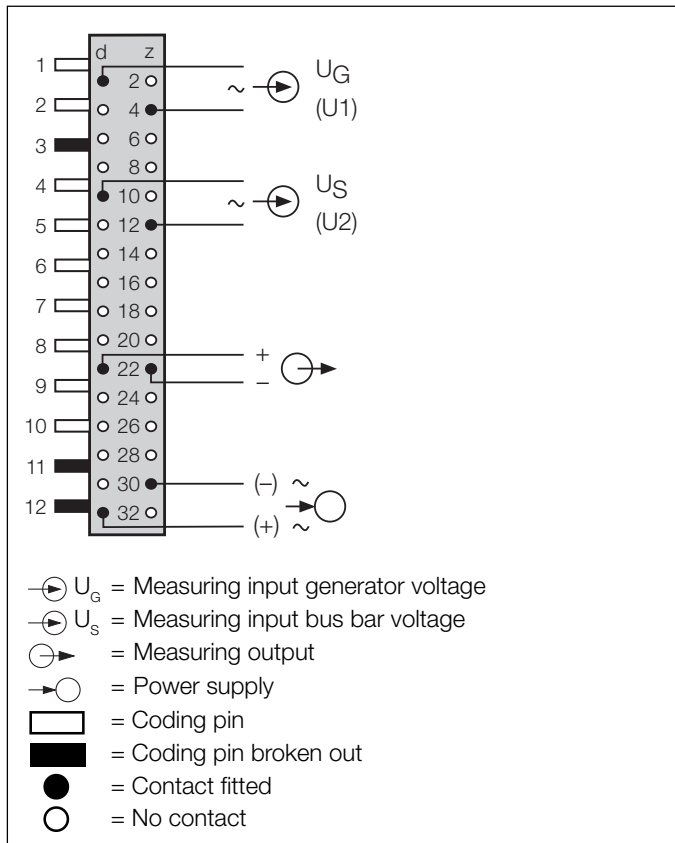 d z
1
2
UG
~
2
4
(U1)
3
6
8
4
10
US
~
5
12
(U2)
14
6
16
7
18
8
20
+
22
–
9
24
10
26
28
11
30
(–) ~
12
32
(+) ~
UG = Measuring input generator voltage
US = Measuring input bus bar voltage
= Measuring output
= Power supply
= Coding pin
= Coding pin broken out
= Contact fitted
= No contact